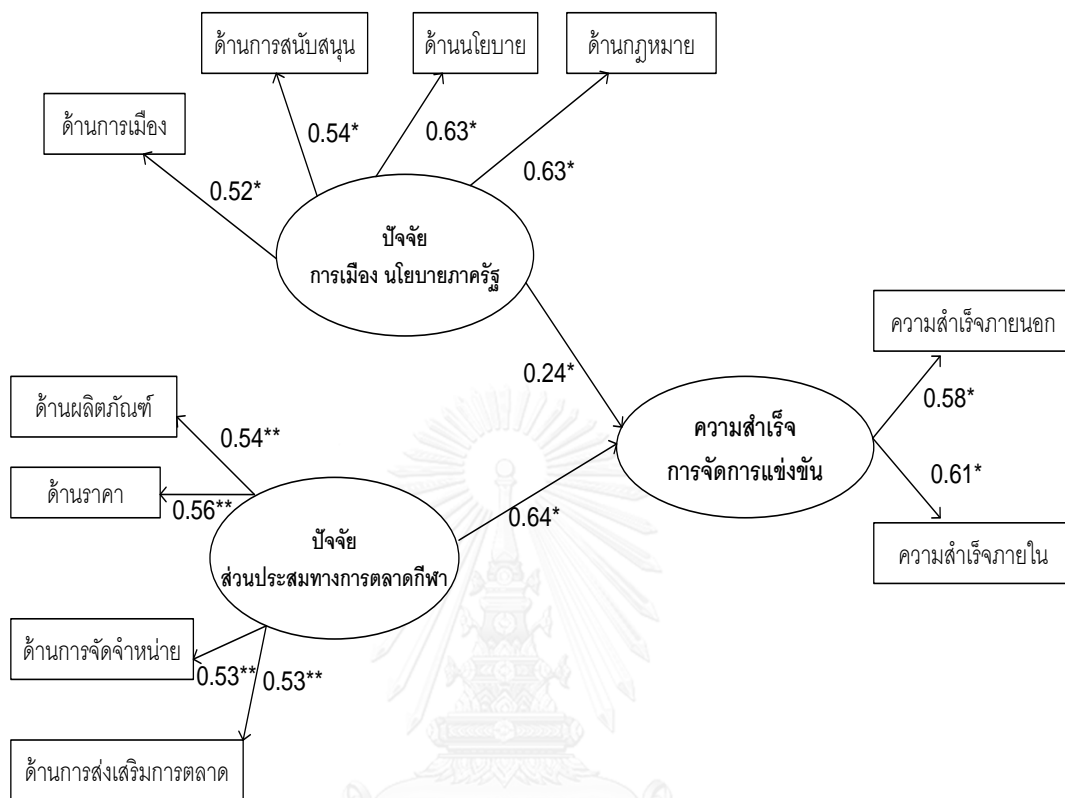 ด้านการสนับสนุน
ด้านนโยบาย
ด้านกฎหมาย
ด้านการเมือง
0.54*
0.63*
0.63*
0.52*
ปัจจัย
การเมือง นโยบายภาครัฐ
ความสำเร็จภายนอก
0.24*
0.58*
ด้านผลิตภัณฑ์
0.54**
ความสำเร็จ
การจัดการแข่งขัน
ด้านราคา
0.56**
0.64*
0.61*
ปัจจัย
ส่วนประสมทางการตลาดกีฬา
ความสำเร็จภายใน
ด้านการจัดจำหน่าย
0.53**
0.53**
ด้านการส่งเสริมการตลาด